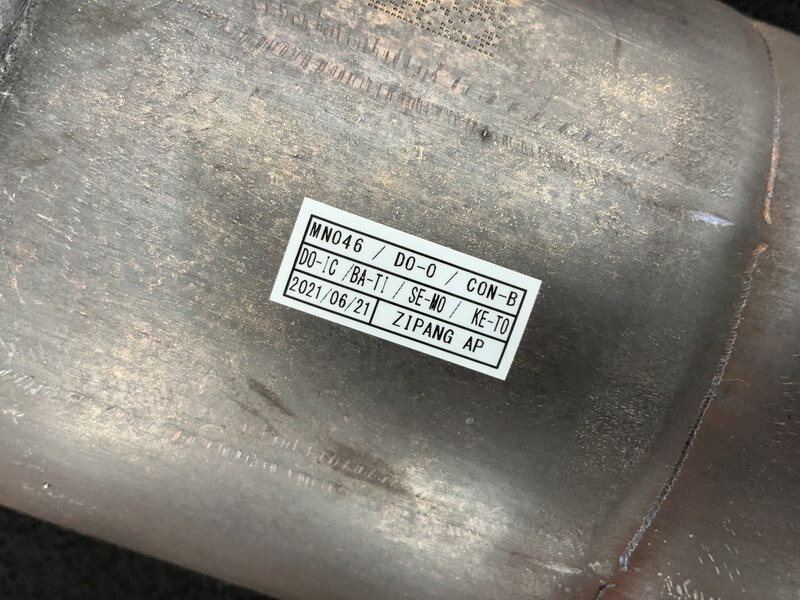 MN046 / DO-O / CON-B
DO-IC /BA-TI / SE-MO / KE-TO
2021/06/21 ZIPANG AP